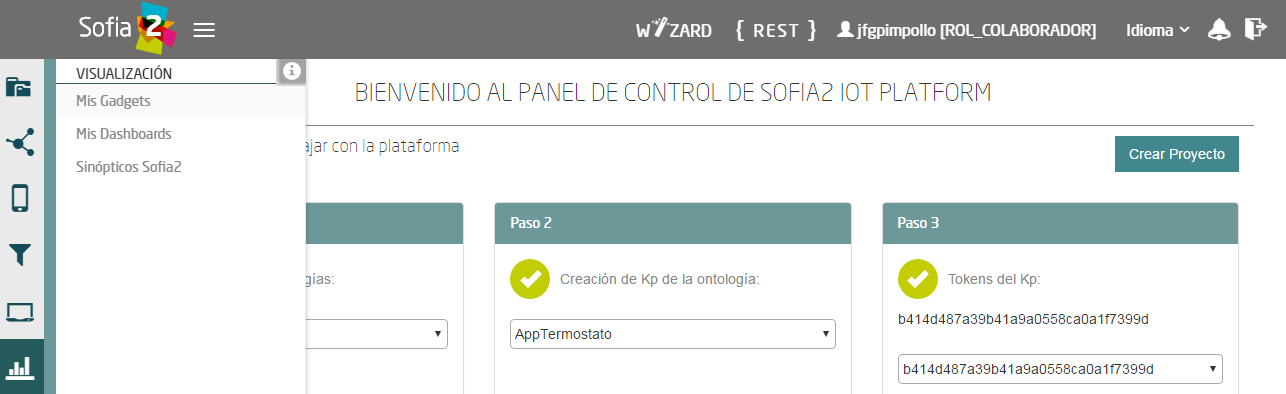 Sofia 2
WIZARD
{ REST }
jfgpimpollo [ROL_COLABORADOR]
Idioma
VISUALIZACIÓN
Mis Gadgets
Mis Dashboards
Sinópticos Sofia2
BIENVENIDO AL PANEL DE CONTROL DE SOFIA2 IOT PLATFORM
ajar con la plataforma
Crear Proyecto
Paso 2
Paso 3
gías:
Creación de Kp de la ontología:
Tokens del Kp:
b414d487a39b41a9a0558ca0a1f7399d
AppTermostato
b414d487a39b41a9a0558ca0a1f7399d